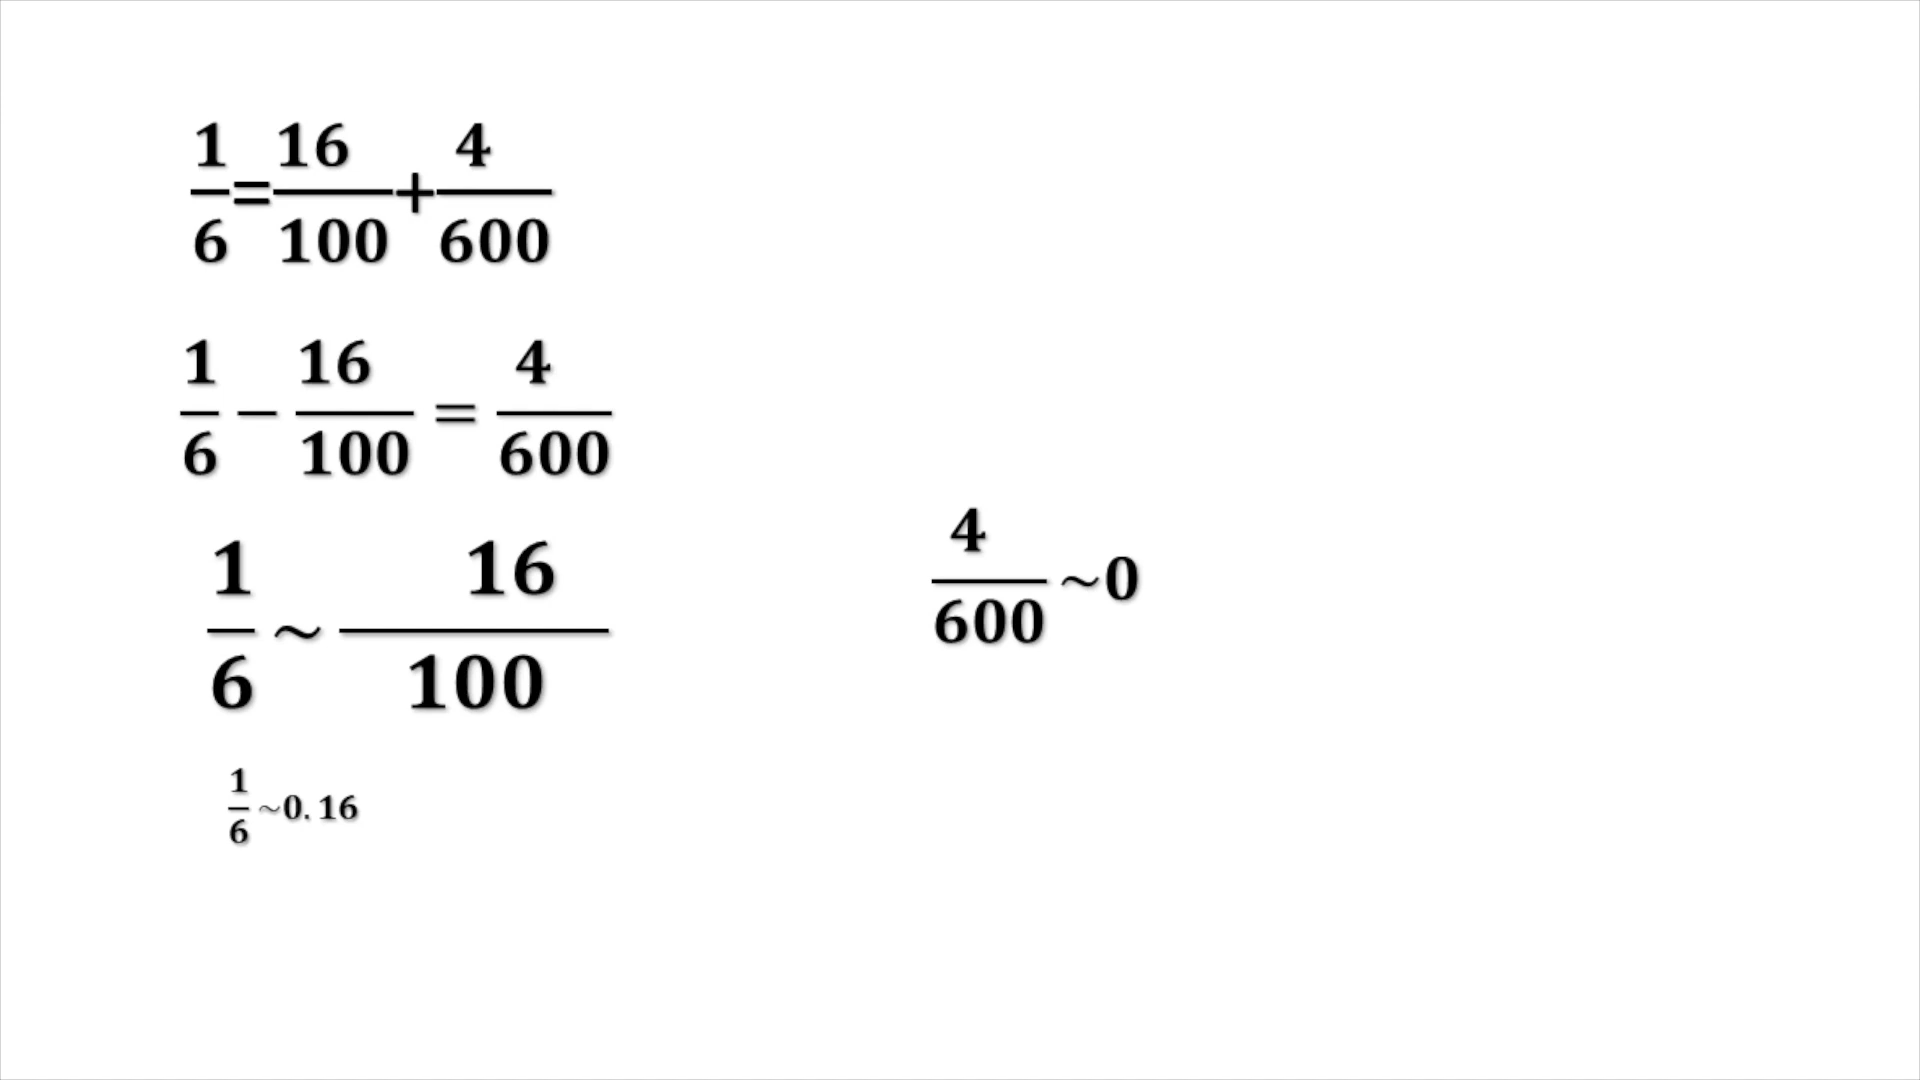 1/6=16/100+4/600
1/6 − 16/100 = 4/600
1/6 ~ 16/100
4/600 ~0
1/6 ~0.16